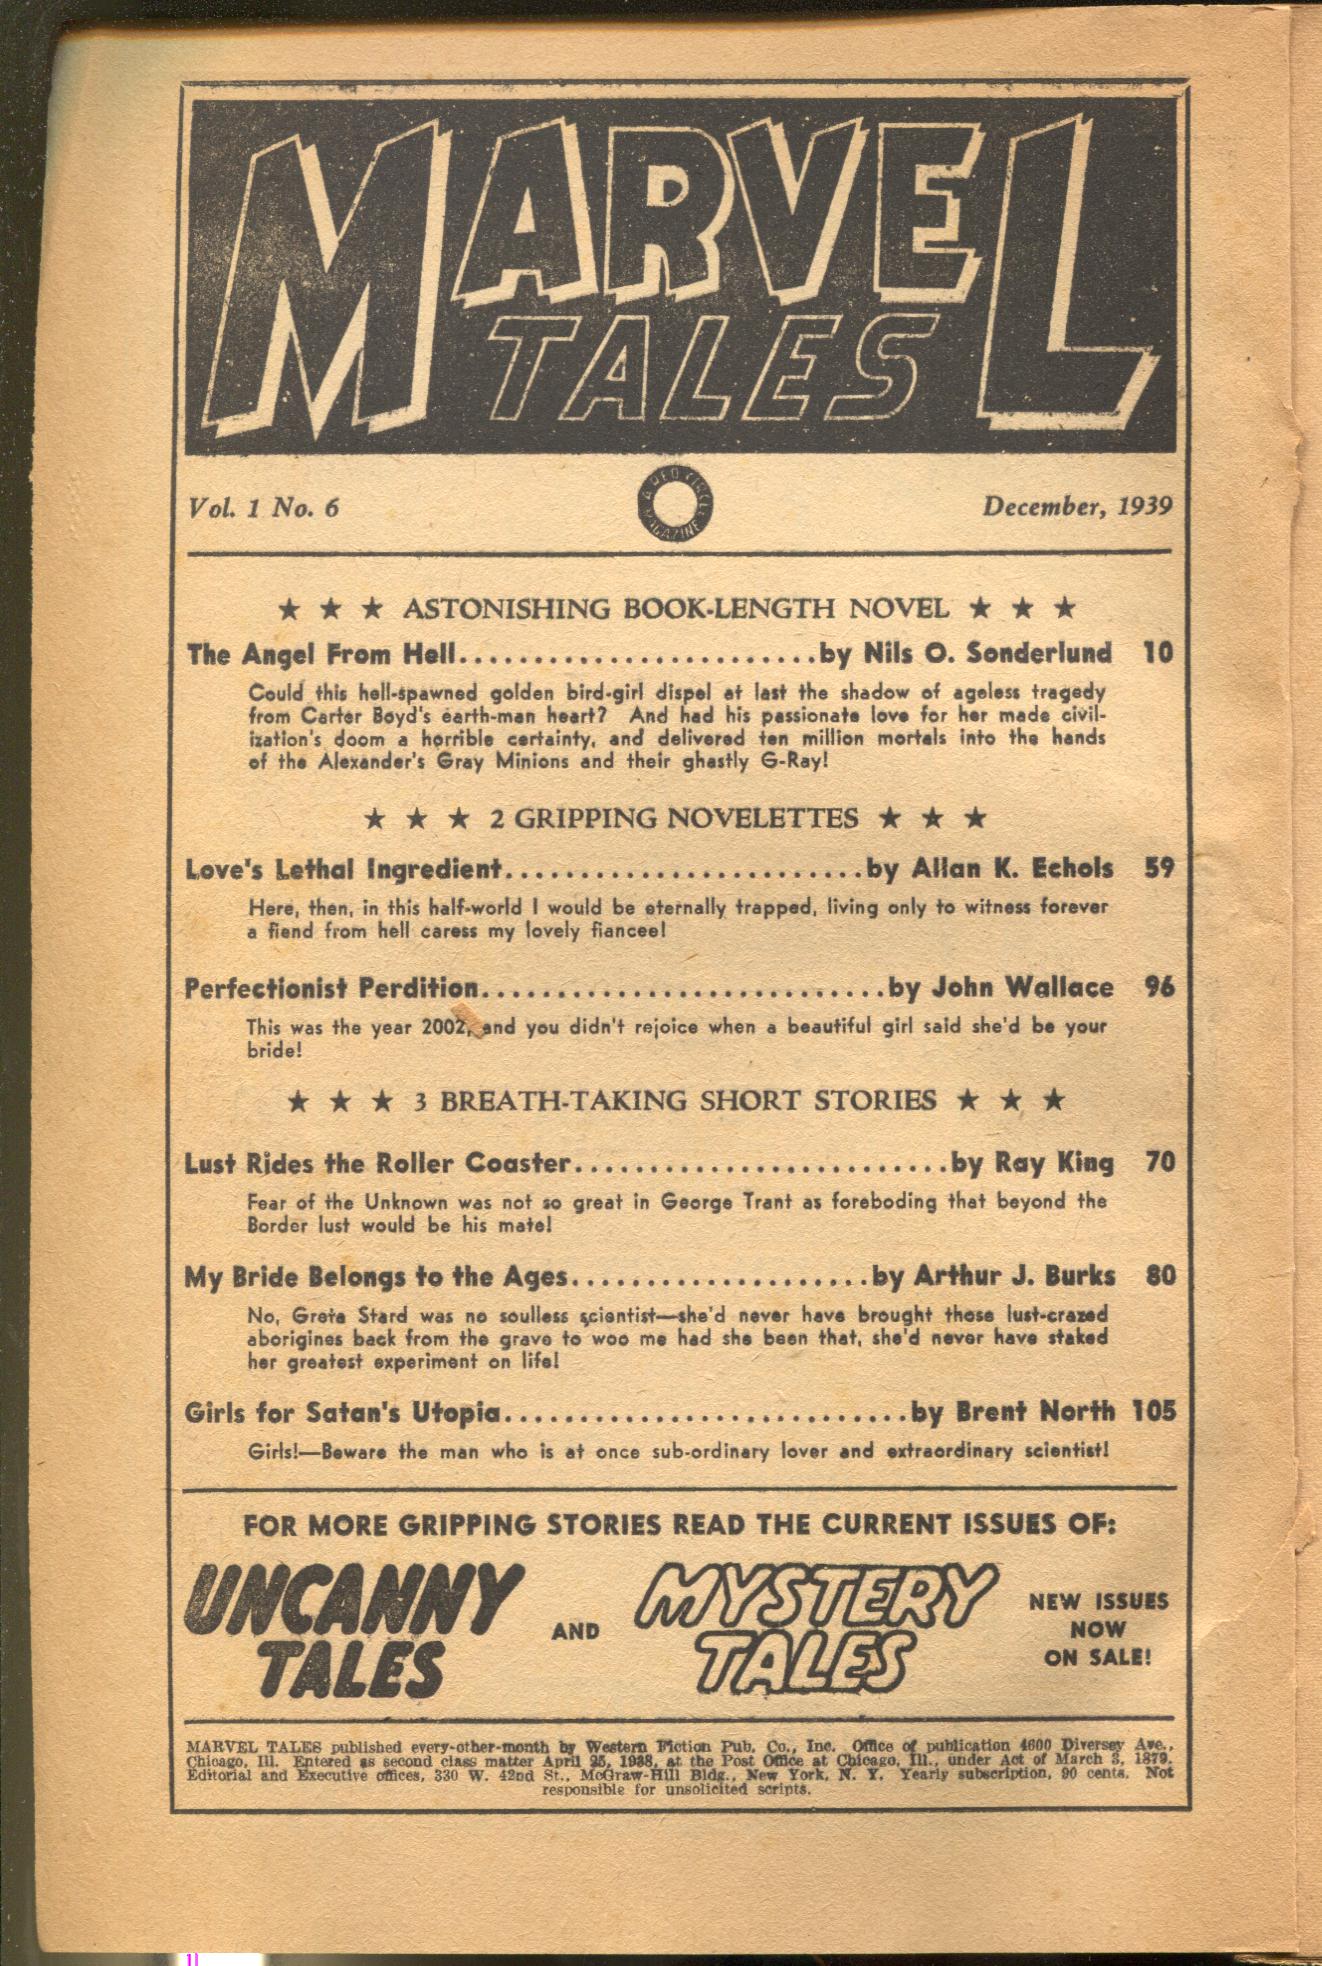 MARVEL
TALES
Vol. 1 No. 6
A RED CIRCLE MAGAZINE
December, 1939
★ ★ ★ ASTONISHING BOOK-LENGTH NOVEL ★ ★ ★
The Angel From Hell........................by Nils O. Sonderlund 10
Could this hell-spawned golden bird-girl dispel at last the shadow of ageless tragedy
from Carter Boyd's earth-man heart? And had his passionate love for her made civil-
ization's doom a horrible certainty, and delivered ten million mortals into the hands
of the Alexander's Gray Minions and their ghastly G-Ray!
★ ★ ★ 2 GRIPPING NOVELETTES ★ ★ ★
Love's Lethal Ingredient........................by Allan K. Echols 59
Here, then, in this half-world I would be eternally trapped, living only to witness forever
a fiend from hell caress my lovely fiancee!
Perfectionist Perdition...........................by John Wallace 96
This was the year 2002, and you didn't rejoice when a beautiful girl said she'd be your
bride!
★ ★ ★ 3 BREATH-TAKING SHORT STORIES ★ ★ ★
Lust Rides the Roller Coaster.........................by Ray King 70
Fear of the Unknown was not so great in George Trant as foreboding that beyond the
Border lust would be his mate!
My Bride Belongs to the Ages....................by Arthur J. Burks 80
No, Greta Stard was no soulless scientist—she'd never have brought those lust-crazed
aborigines back from the grave to woo me had she been that, she'd never have staked
her greatest experiment on life!
Girls for Satan's Utopia...........................by Brent North 105
Girls!—Beware the man who is at once sub-ordinary lover and extraordinary scientist!
FOR MORE GRIPPING STORIES READ THE CURRENT ISSUES OF:
UNCANNY
TALES
AND
MYSTERY
TALES
NEW ISSUES
NOW
ON SALE!
MARVEL TALES published every-other-month by Western Fiction Pub. Co., Inc. Office of publication 4600 Diversey Ave.,
Chicago, Ill. Entered as second class matter April 25, 1938, at the Post Office at Chicago, Ill., under Act of March 3, 1879.
Editorial and Executive offices, 330 W. 42nd St., McGraw-Hill Bldg., New York, N. Y. Yearly subscription, 90 cents. Not
responsible for unsolicited scripts.